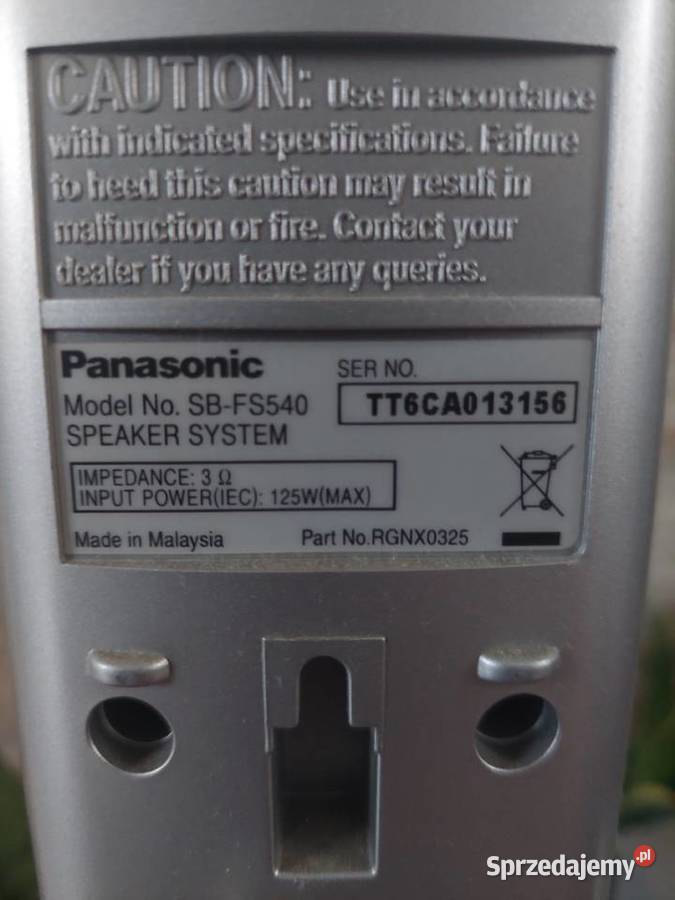 CAUTION: Use in accordance
with indicated specifications. Failure
to heed this caution may result in
malfunction or fire. Contact your
dealer if you have any queries.
Panasonic
SER NO.
Model No. SB-FS540
TT6CA013156
SPEAKER SYSTEM
IMPEDANCE: 3 Ω
INPUT POWER(IEC): 125W(MAX)
Made in Malaysia
Part No.RGNX0325
Sprzedajemy.pl